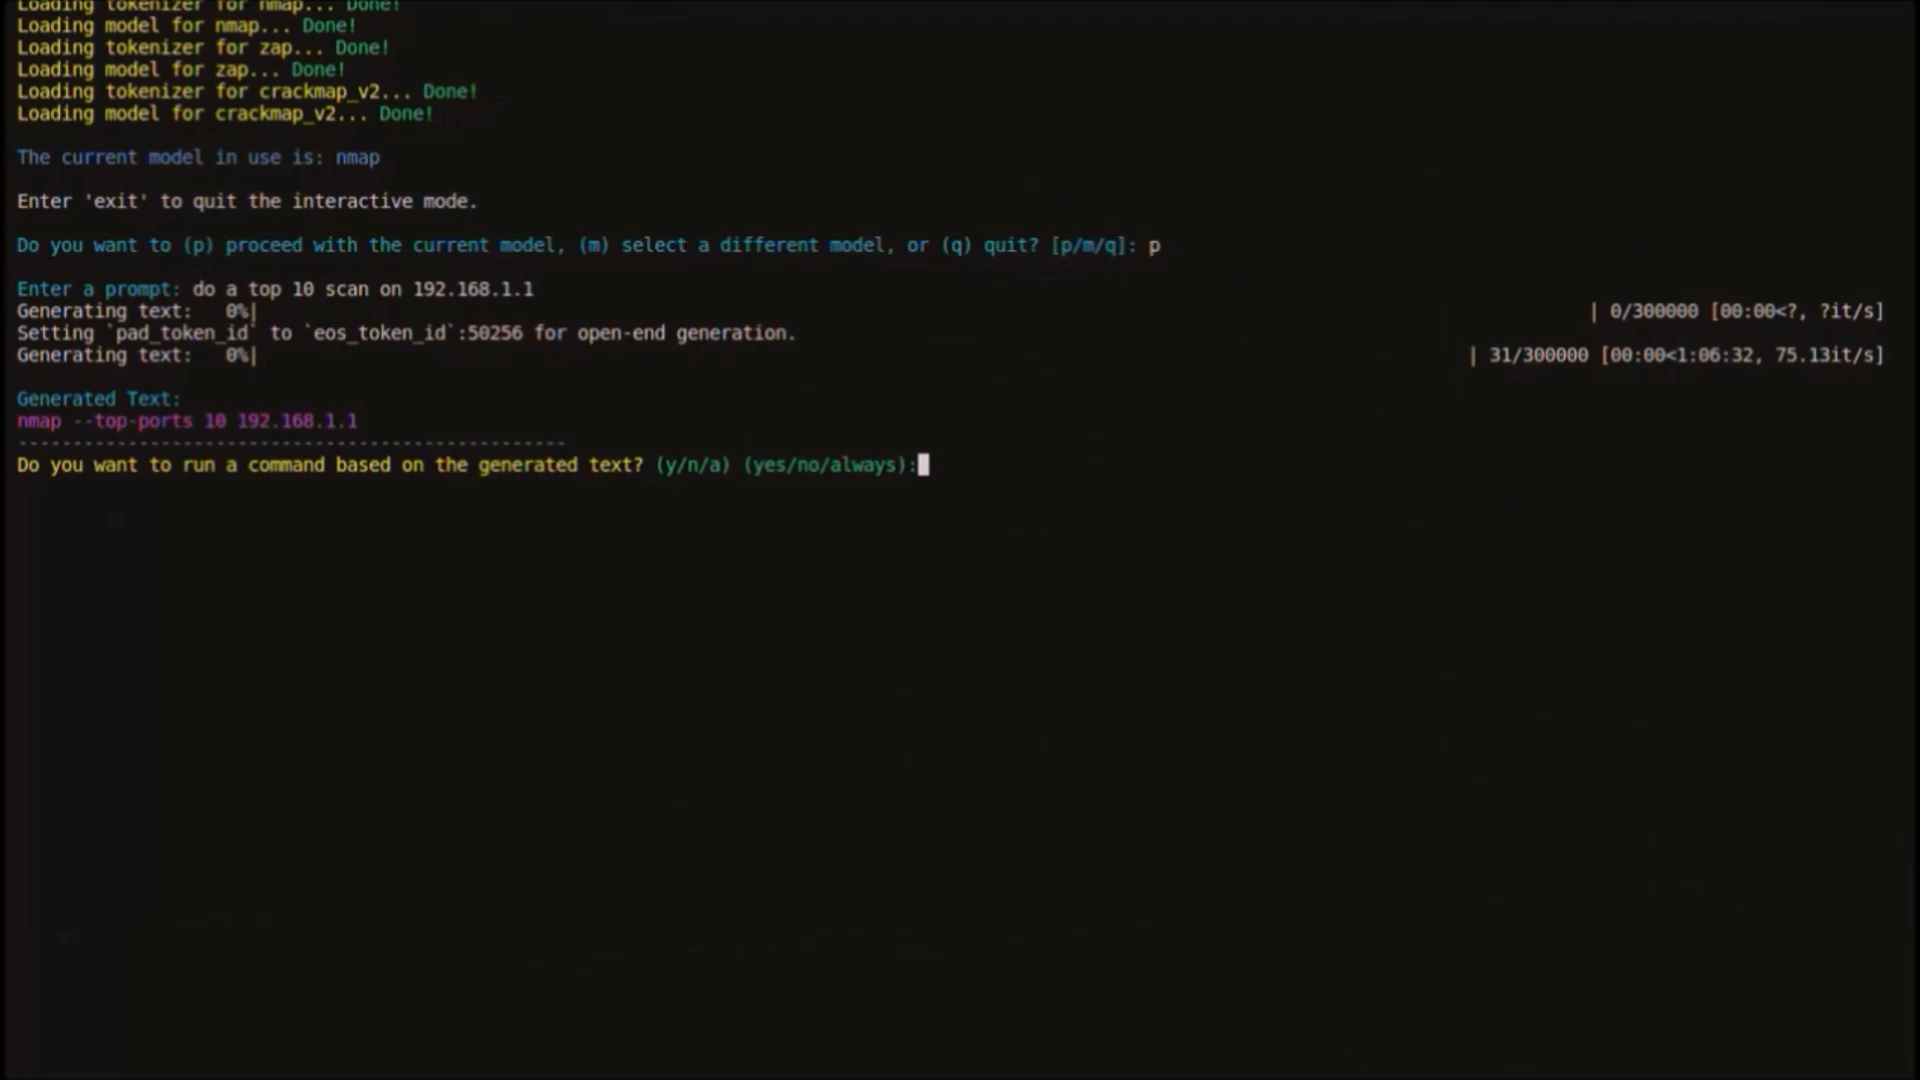 Loading tokenizer for nmap... Done!
Loading model for nmap... Done!
Loading tokenizer for zap... Done!
Loading model for zap... Done!
Loading tokenizer for crackmap_v2... Done!
Loading model for crackmap_v2... Done!
The current model in use is: nmap
Enter 'exit' to quit the interactive mode.
Do you want to (p) proceed with the current model, (m) select a different model, or (q) quit? [p/m/q]: p
Enter a prompt: do a top 10 scan on 192.168.1.1
Generating text:   0%| | 0/300000 [00:00<?, ?it/s]
Setting `pad_token_id` to `eos_token_id`:50256 for open-end generation.
Generating text:   0%| | 31/300000 [00:00<1:06:32, 75.13it/s]
Generated Text:
nmap --top-ports 10 192.168.1.1
--------------------------------------------------
Do you want to run a command based on the generated text? (y/n/a) (yes/no/always):